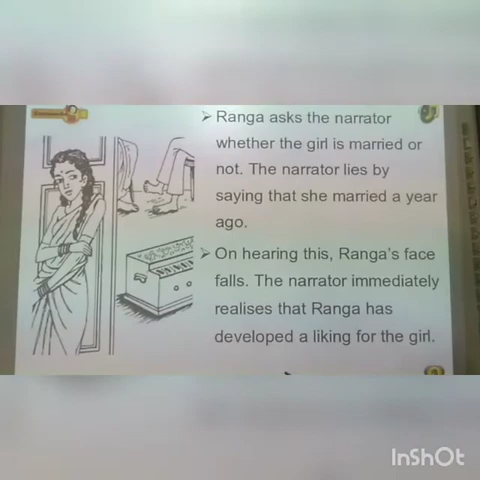 ➢ Ranga asks the narrator
whether the girl is married or
not. The narrator lies by
saying that she married a year
ago.
➢ On hearing this, Ranga's face
falls. The narrator immediately
realises that Ranga has
developed a liking for the girl.
InShOt